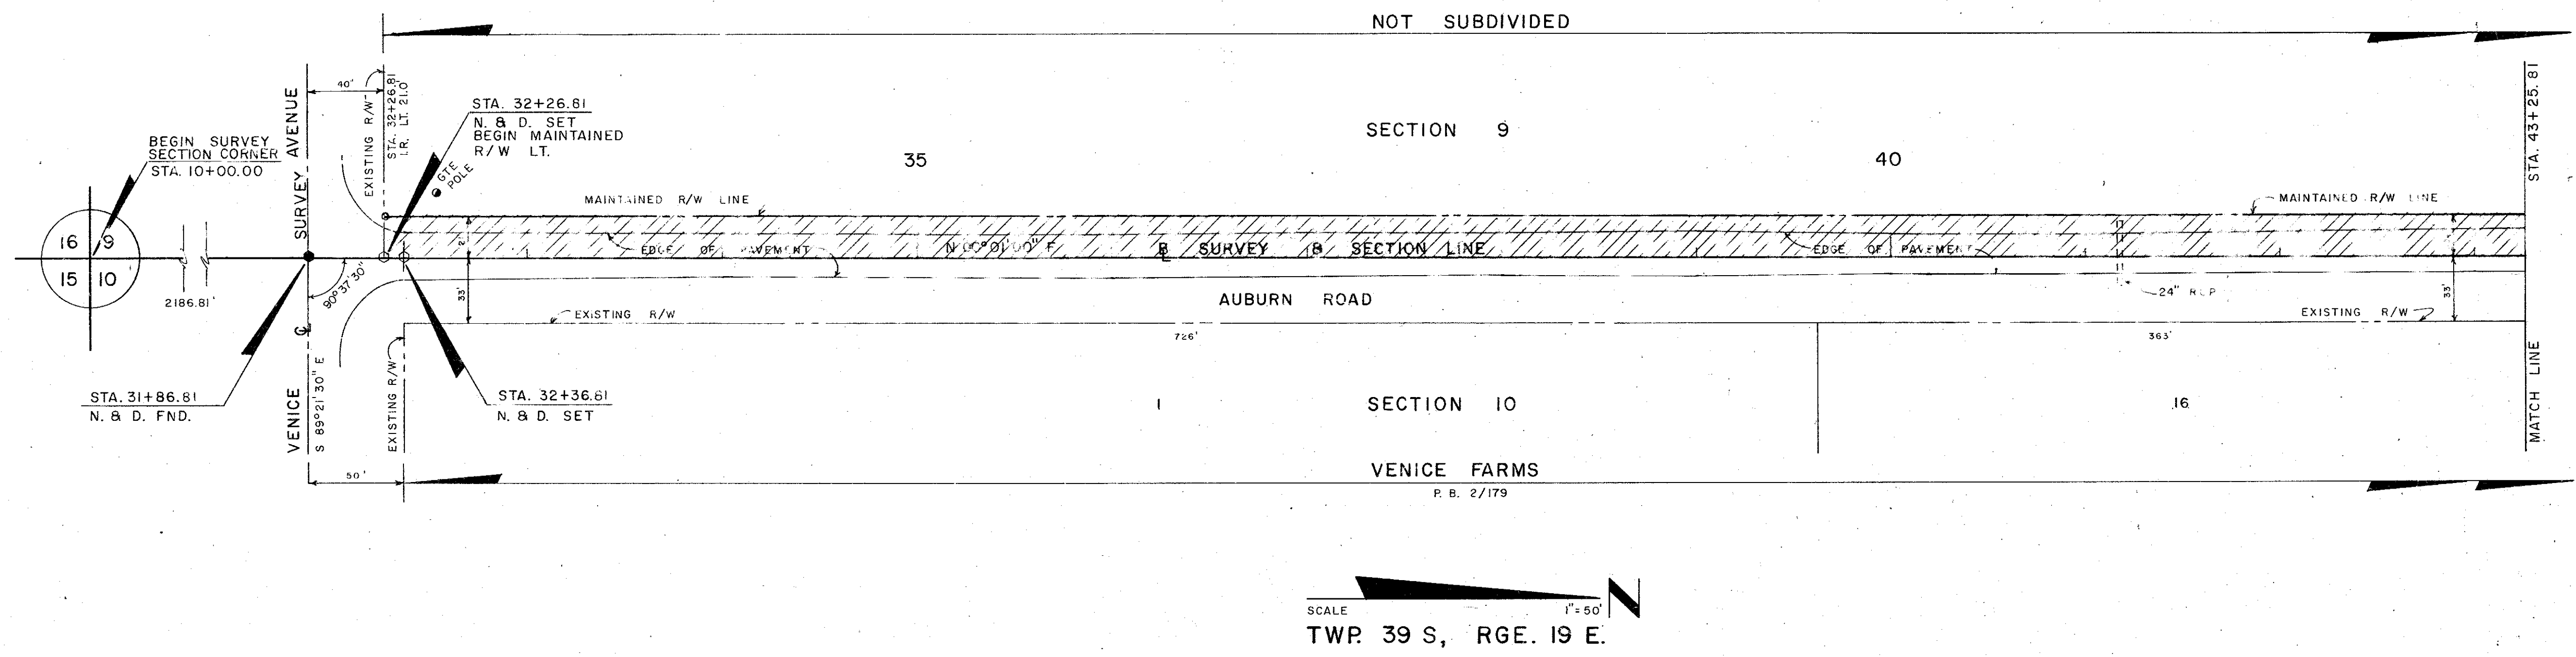 NOT SUBDIVIDED
40'
EXISTING R/W
STA. 32+26.81
I.R. LT. 21.0'
STA. 32+26.81
N. & D. SET
BEGIN MAINTAINED
R/W LT.
BEGIN SURVEY
SECTION CORNER
STA. 10+00.00
SURVEY AVENUE
GTE
POLE
SECTION 9
35
40
STA. 43+25.81
MAINTAINED R/W LINE
MAINTAINED R/W LINE
16 9
15 10
2186.81'
90°37'30"
EDGE OF PAVEMENT
N 00°01'00" E
B SURVEY & SECTION LINE
EDGE OF PAVEMENT
33'
AUBURN ROAD
24" RCP
33'
EXISTING R/W
EXISTING R/W
726'
363'
STA. 31+86.81
N. & D. FND.
VENICE
S 89°21'30" E
EXISTING R/W
STA. 32+36.81
N. & D. SET
1
SECTION 10
16
MATCH LINE
50'
VENICE FARMS
P. B. 2/179
N
SCALE 1"=50'
TWP. 39 S, RGE. 19 E.